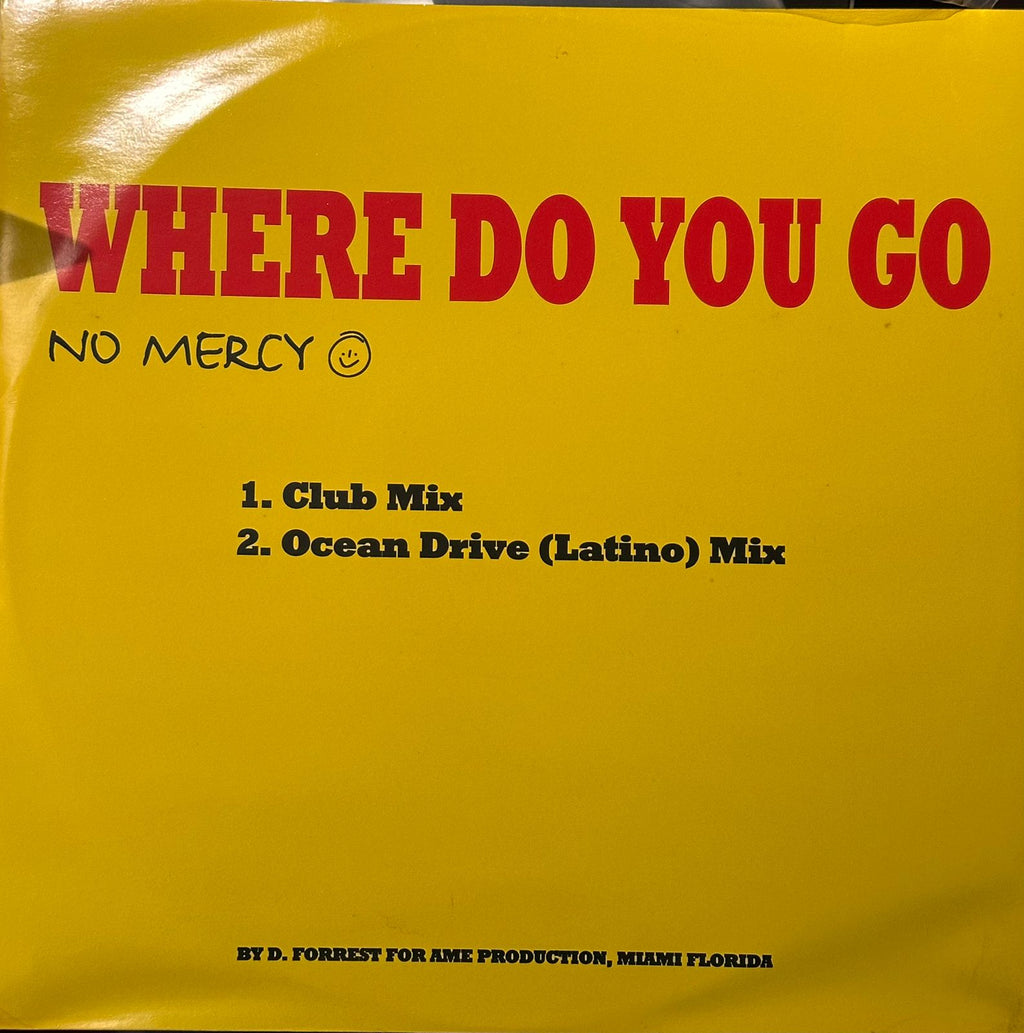 WHERE DO YOU GO
NO MERCY
1. Club Mix
2. Ocean Drive (Latino) Mix
BY D. FORREST FOR AME PRODUCTION, MIAMI FLORIDA